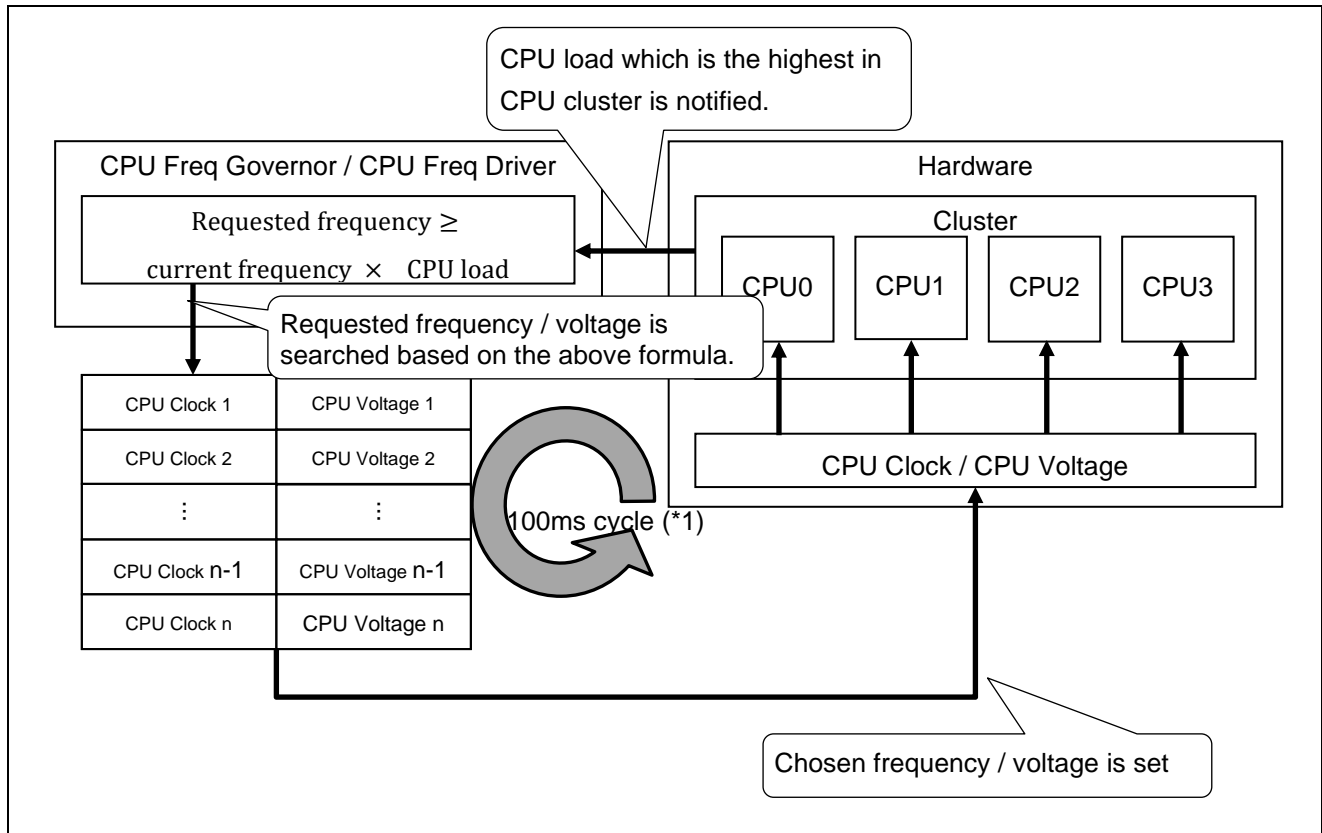 CPU load which is the highest in
CPU cluster is notified.
CPU Freq Governor / CPU Freq Driver
Requested frequency ≥
current frequency × CPU load
Hardware
Cluster
CPU0
CPU1
CPU2
CPU3
Requested frequency / voltage is
searched based on the above formula.
CPU Clock 1
CPU Voltage 1
CPU Clock 2
CPU Voltage 2
⋮
⋮
CPU Clock n-1
CPU Voltage n-1
CPU Clock n
CPU Voltage n
100ms cycle (*1)
CPU Clock / CPU Voltage
Chosen frequency / voltage is set